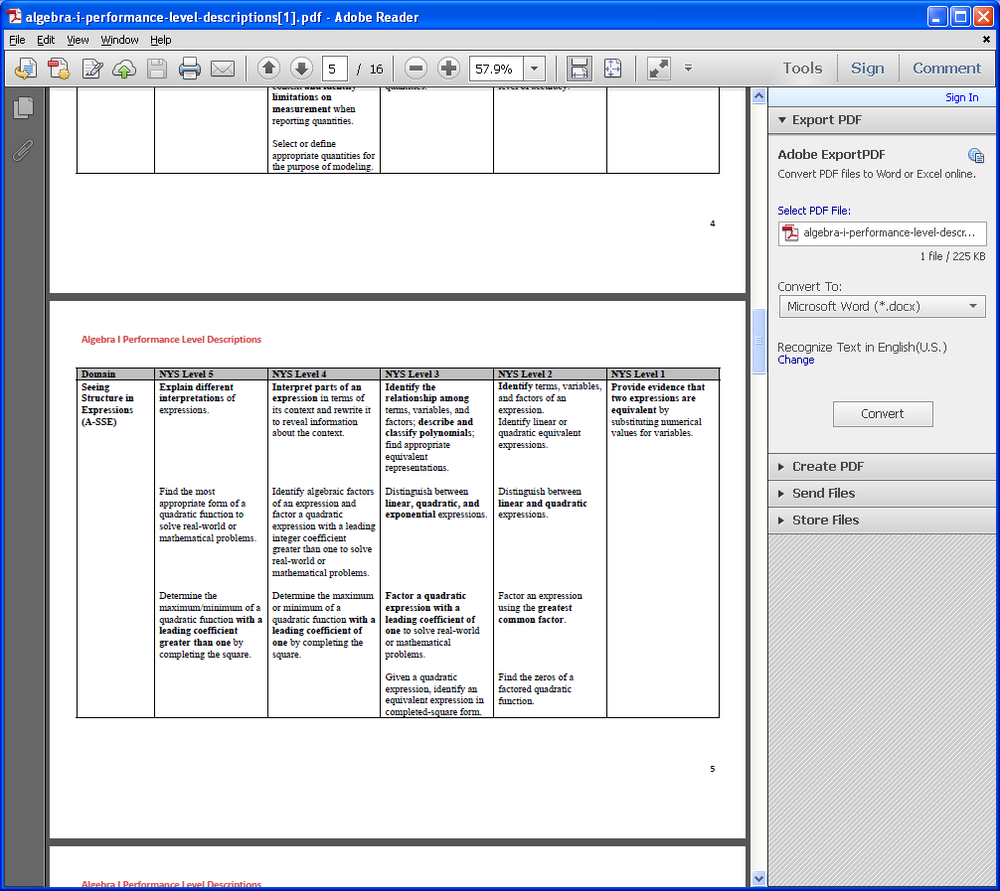 algebra-i-performance-level-descriptions[1].pdf - Adobe Reader
File Edit View Window Help
5 / 16 57.9% Tools Sign Comment
Sign In
Export PDF
Adobe ExportPDF
Convert PDF files to Word or Excel online.
Select PDF File:
algebra-i-performance-level-descr...
1 file / 225 KB
Convert To:
Microsoft Word (*.docx)
Recognize Text in English(U.S.)
Change
Convert
Create PDF
Send Files
Store Files
context and identify
limitations on
measurement when
reporting quantities.
Select or define
appropriate quantities for
the purpose of modeling.
quantities.
level of accuracy.
4
Algebra I Performance Level Descriptions
Domain NYS Level 5 NYS Level 4 NYS Level 3 NYS Level 2 NYS Level 1
Seeing
Structure in
Expressions
(A-SSE)
Explain different
interpretations of
expressions.
Find the most
appropriate form of a
quadratic function to
solve real-world or
mathematical problems.
Determine the
maximum/minimum of a
quadratic function with a
leading coefficient
greater than one by
completing the square.
Interpret parts of an
expression in terms of
its context and rewrite it
to reveal information
about the context.
Identify algebraic factors
of an expression and
factor a quadratic
expression with a leading
integer coefficient
greater than one to solve
real-world or
mathematical problems.
Determine the maximum
or minimum of a
quadratic function with a
leading coefficient of
one by completing the
square.
Identify the
relationship among
terms, variables, and
factors; describe and
classify polynomials;
find appropriate
equivalent
representations.
Distinguish between
linear, quadratic, and
exponential expressions.
Factor a quadratic
expression with a
leading coefficient of
one to solve real-world
or mathematical
problems.
Given a quadratic
expression, identify an
equivalent expression in
completed-square form.
Identify terms, variables,
and factors of an
expression.
Identify linear or
quadratic equivalent
expressions.
Distinguish between
linear and quadratic
expressions.
Factor an expression
using the greatest
common factor.
Find the zeros of a
factored quadratic
function.
Provide evidence that
two expressions are
equivalent by
substituting numerical
values for variables.
5
Algebra I Performance Level Descriptions